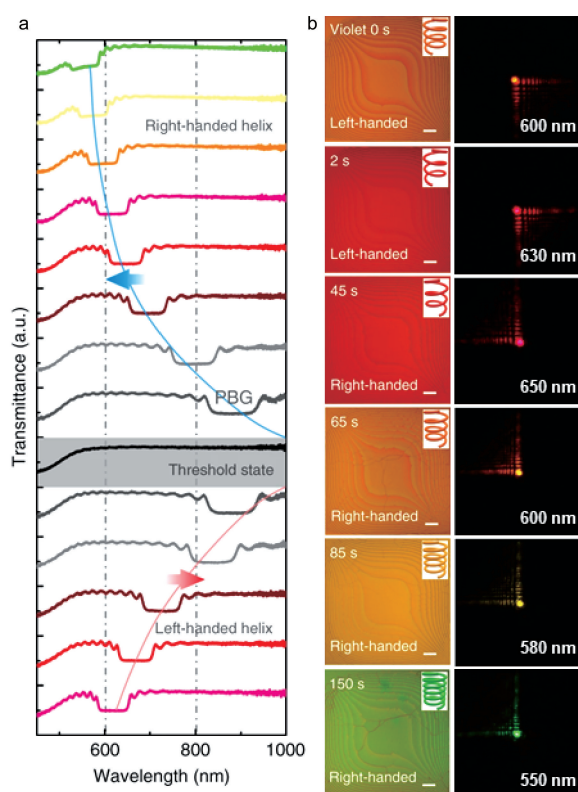 a
Transmittance (a.u.)
Right-handed helix
PBG
Threshold state
Left-handed helix
600
800
1000
Wavelength (nm)
b
Violet 0 s
Left-handed
600 nm
2 s
Left-handed
630 nm
45 s
Right-handed
650 nm
65 s
Right-handed
600 nm
85 s
Right-handed
580 nm
150 s
Right-handed
550 nm